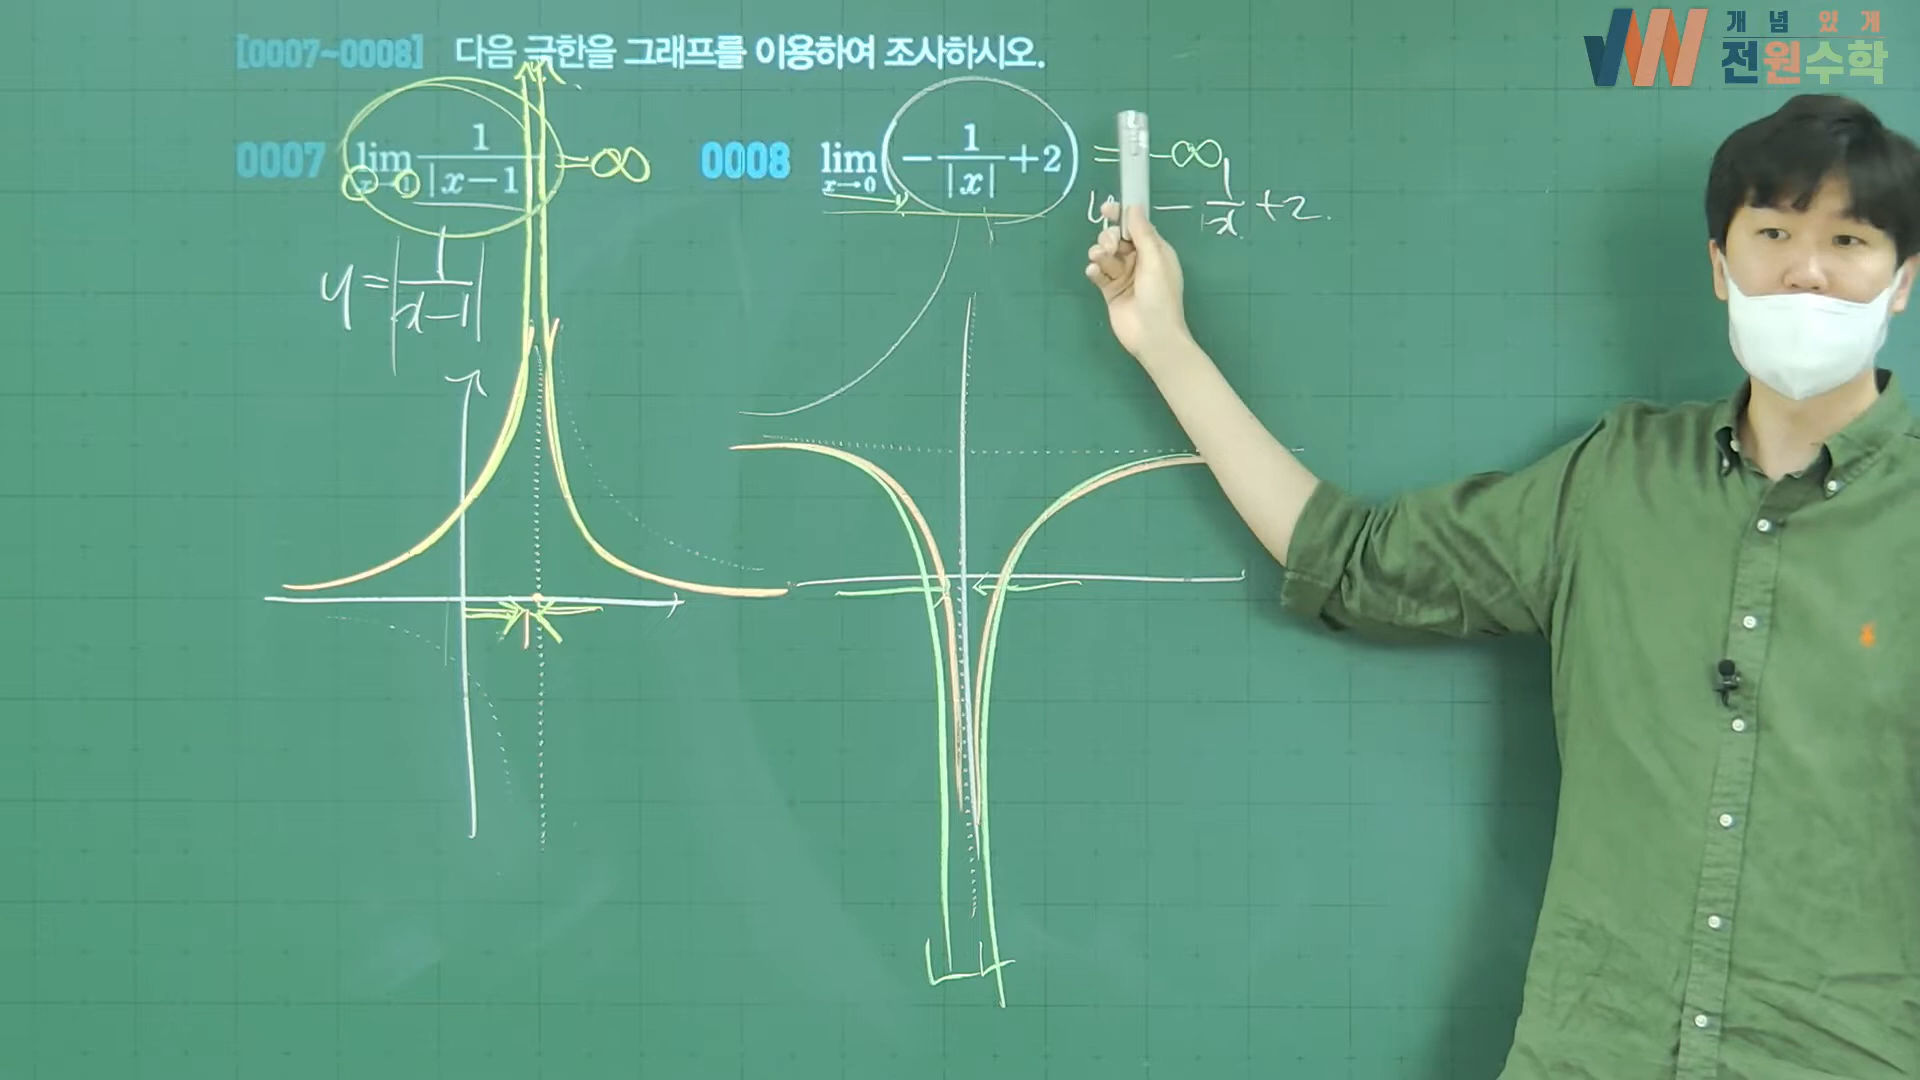 개념있게
전원수학
[0007~0008] 다음 극한을 그래프를 이용하여 조사하시오.
0007 lim x→1 1/|x-1| = ∞
0008 lim x→0 (-1/|x| +2) = -∞
y = |1/(x-1)|
- 1/x +2.
1